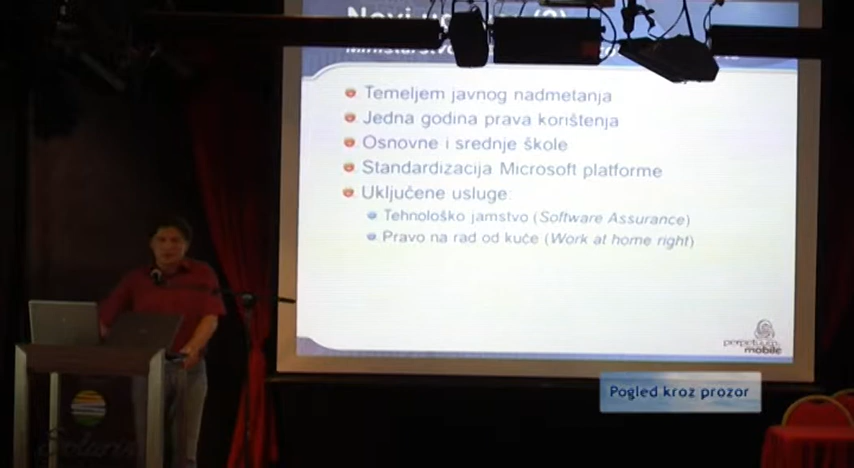 Temeljem javnog nadmetanja
Jedna godina prava korištenja
Osnovne i srednje škole
Standardizacija Microsoft platforme
Uključene usluge:
Tehnološko jamstvo (Software Assurance)
Pravo na rad od kuće (Work at home right)
perpetuum
mobile
Pogled kroz prozor
Solaris